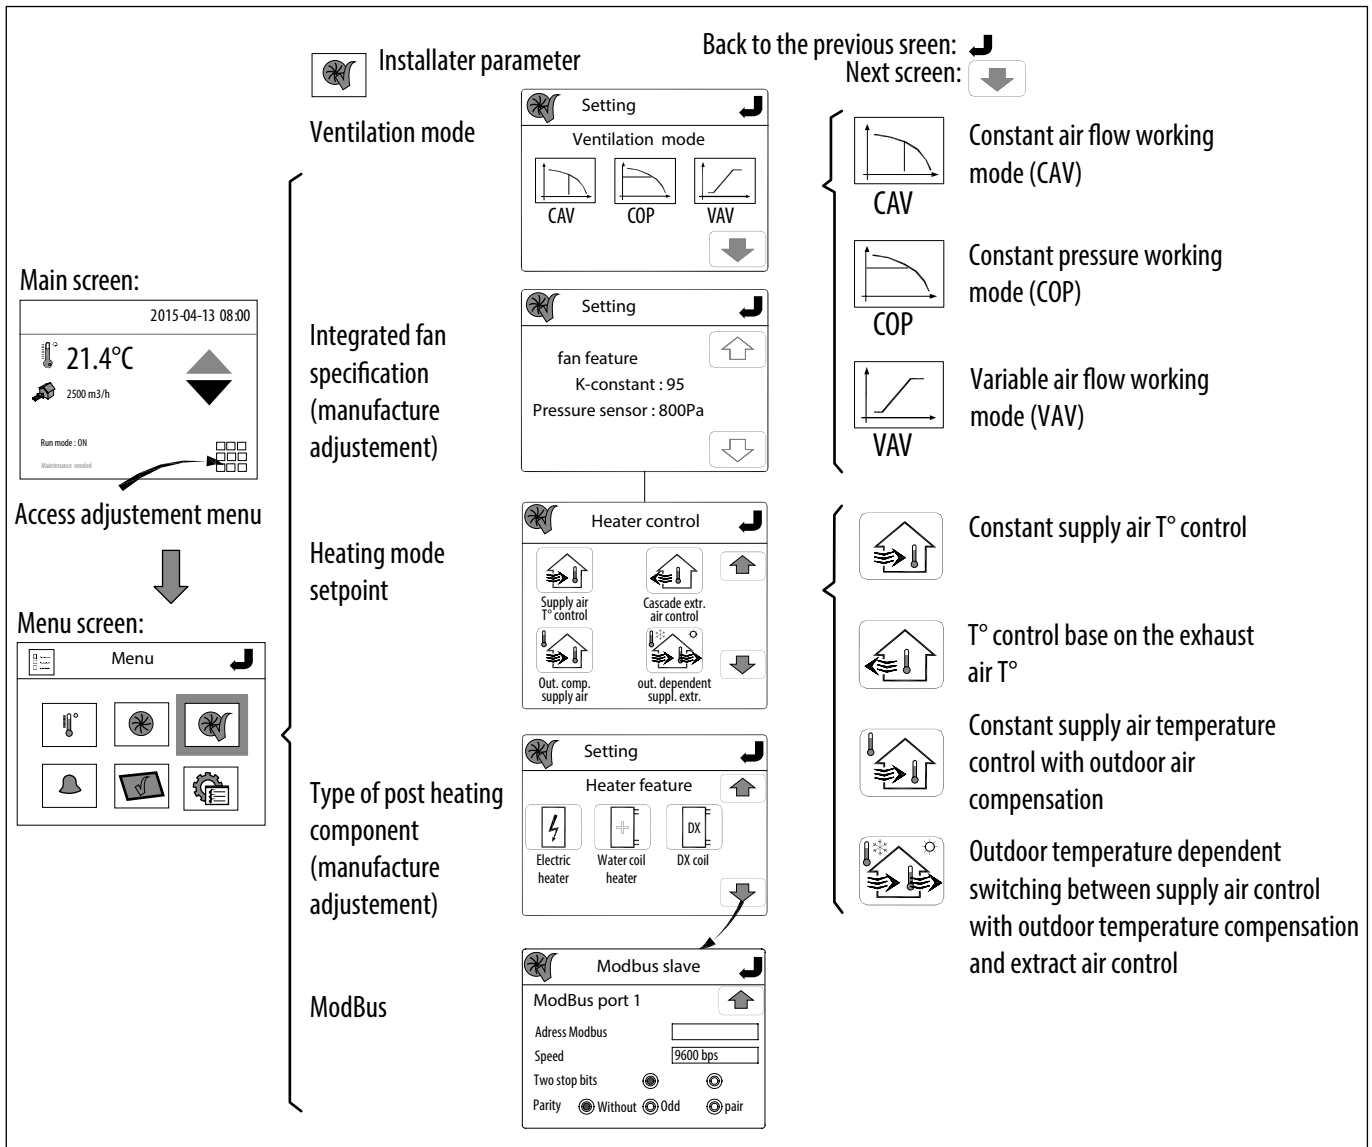 Installater parameter
Back to the previous sreen:
Next screen:
Ventilation mode
Setting
Ventilation mode
CAV
COP
VAV
CAV
Constant air flow working
mode (CAV)
COP
Constant pressure working
mode (COP)
VAV
Variable air flow working
mode (VAV)
Main screen:
2015-04-13 08:00
21.4°C
2500 m3/h
Run mode : ON
Maintenance needed
Access adjustement menu
Menu screen:
Menu
Integrated fan
specification
(manufacture
adjustement)
Setting
fan feature
K-constant : 95
Pressure sensor : 800Pa
Heating mode
setpoint
Heater control
Supply air
T° control
Cascade extr.
air control
Out. comp.
supply air
out. dependent
suppl. extr.
Constant supply air T° control
T° control base on the exhaust
air T°
Constant supply air temperature
control with outdoor air
compensation
Outdoor temperature dependent
switching between supply air control
with outdoor temperature compensation
and extract air control
Type of post heating
component
(manufacture
adjustement)
Setting
Heater feature
DX
Electric
heater
Water coil
heater
DX coil
ModBus
Modbus slave
ModBus port 1
Adress Modbus
Speed
9600 bps
Two stop bits
Parity
Without
Odd
pair